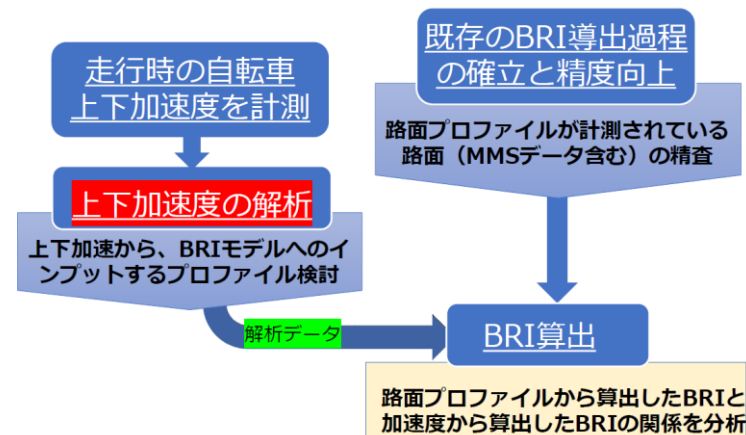 走行時の自転車
上下加速度を計測
上下加速度の解析
上下加速から、BRIモデルへのイ
ンプットするプロファイル検討
解析データ
既存のBRI導出過程
の確立と精度向上
路面プロファイルが計測されている
路面（MMSデータ含む）の精査
BRI算出
路面プロファイルから算出したBRIと
加速度から算出したBRIの関係を分析